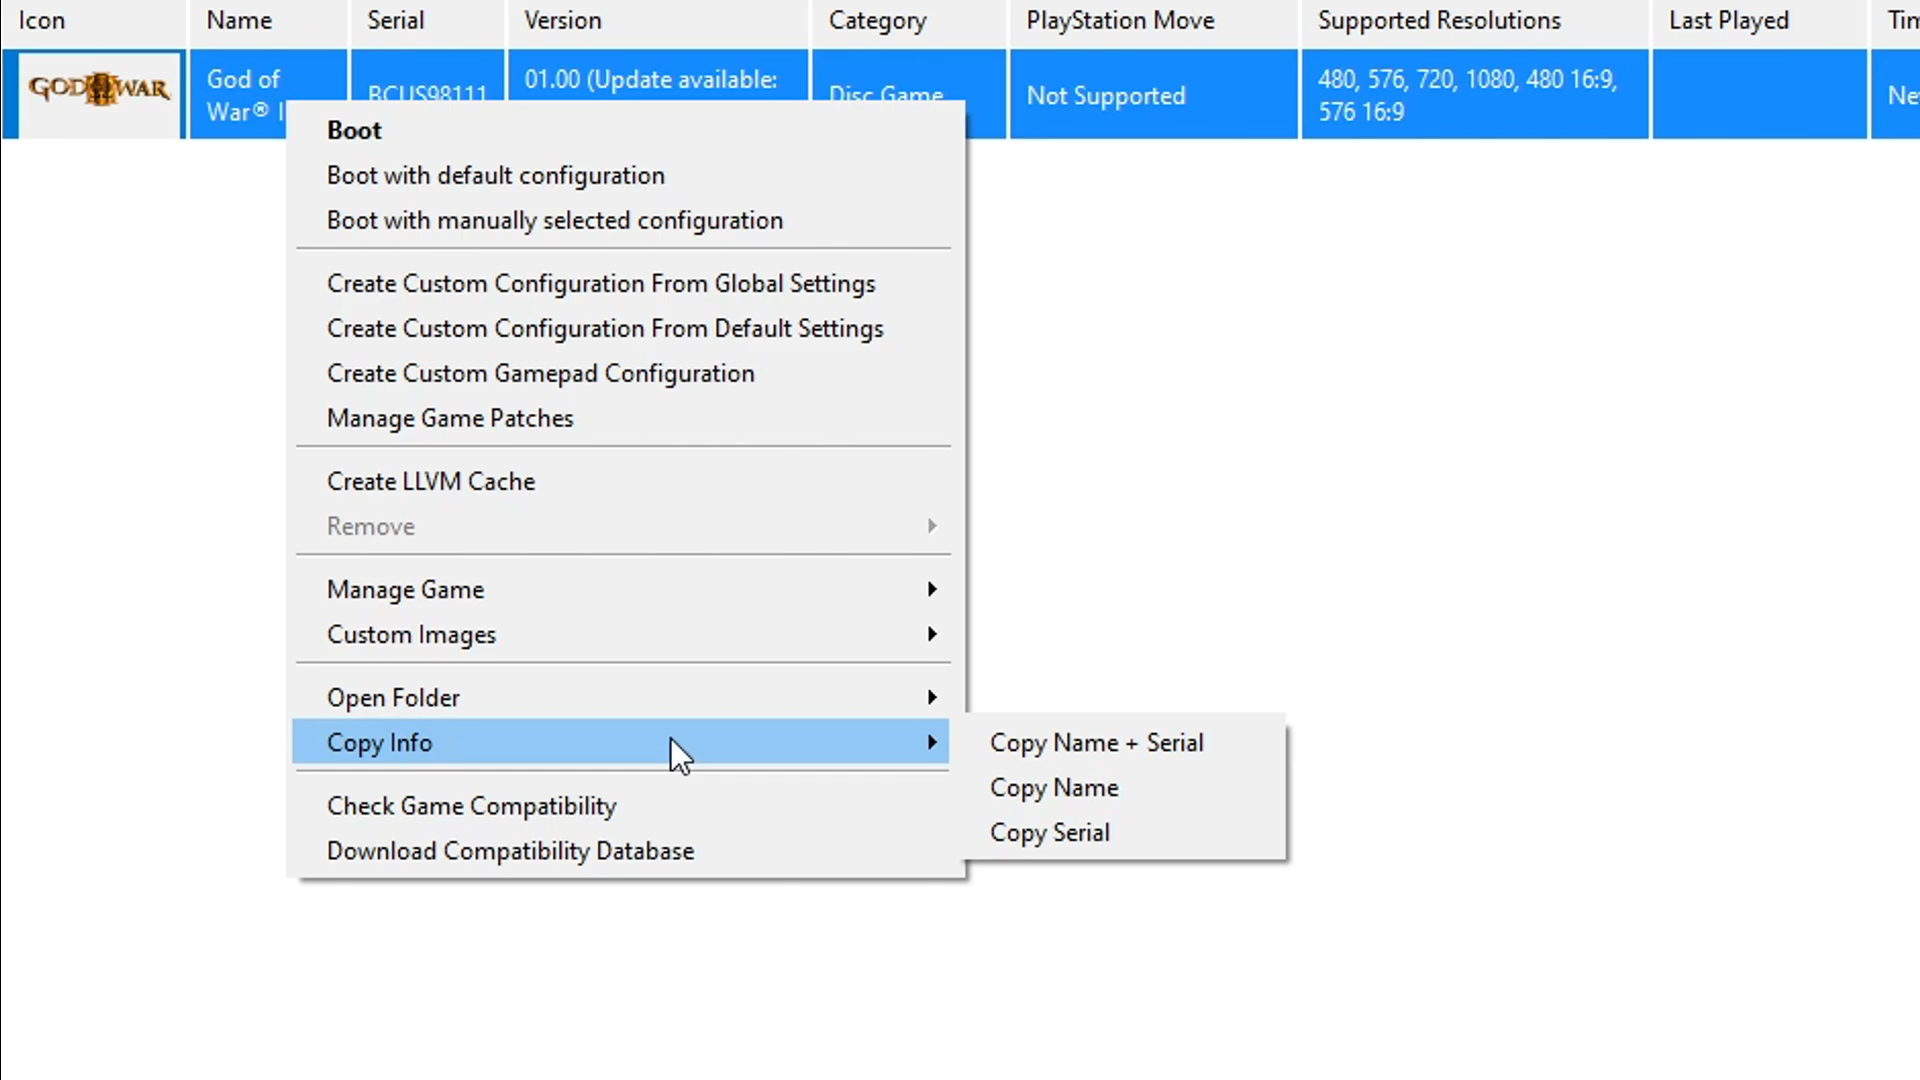 Icon Name Serial Version Category PlayStation Move Supported Resolutions Last Played
GOD WAR God of 01.00 (Update available: 480, 576, 720, 1080, 480 16:9,
BCUS98111 Disc Game Not Supported
War® 576 16:9
Boot
Boot with default configuration
Boot with manually selected configuration
Create Custom Configuration From Global Settings
Create Custom Configuration From Default Settings
Create Custom Gamepad Configuration
Manage Game Patches
Create LLVM Cache
Remove
Manage Game
Custom Images
Open Folder
Copy Info
Copy Name + Serial
Copy Name
Copy Serial
Check Game Compatibility
Download Compatibility Database